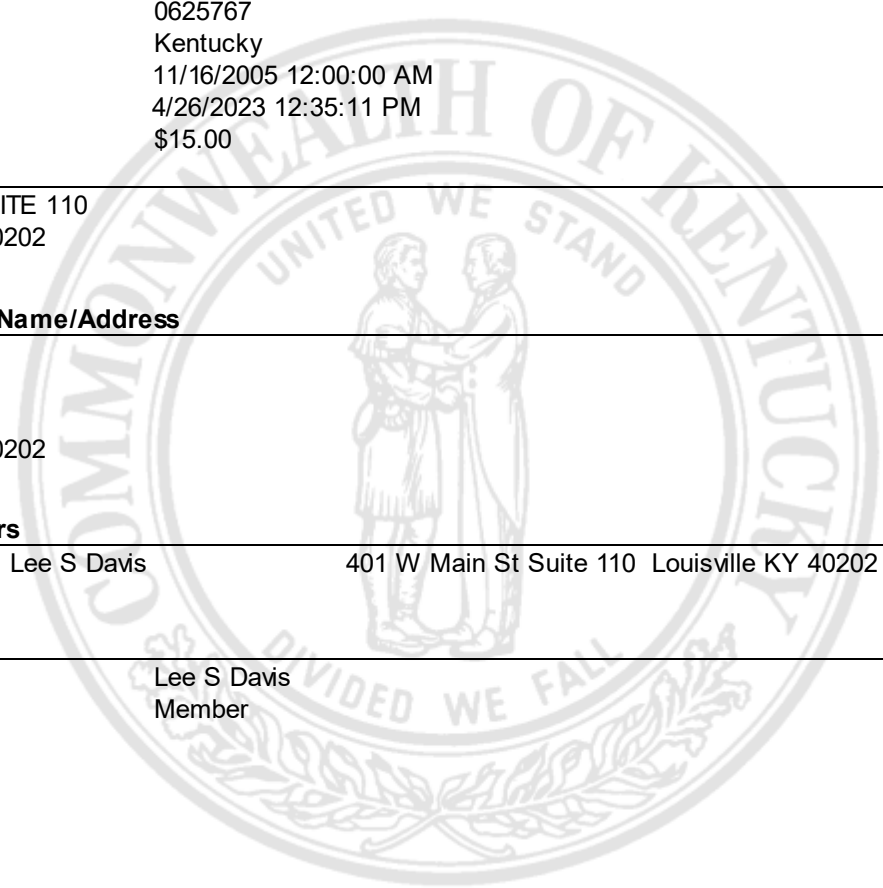 0625767
Kentucky
11/16/2005 12:00:00 AM
4/26/2023 12:35:11 PM
$15.00
ITE 110
0202
Name/Address
0202
rs
Lee S Davis 401 W Main St Suite 110 Louisville KY 40202
Lee S Davis
Member
COMMONWEALTH OF KENTUCKY
UNITED WE STAND
DIVIDED WE FALL